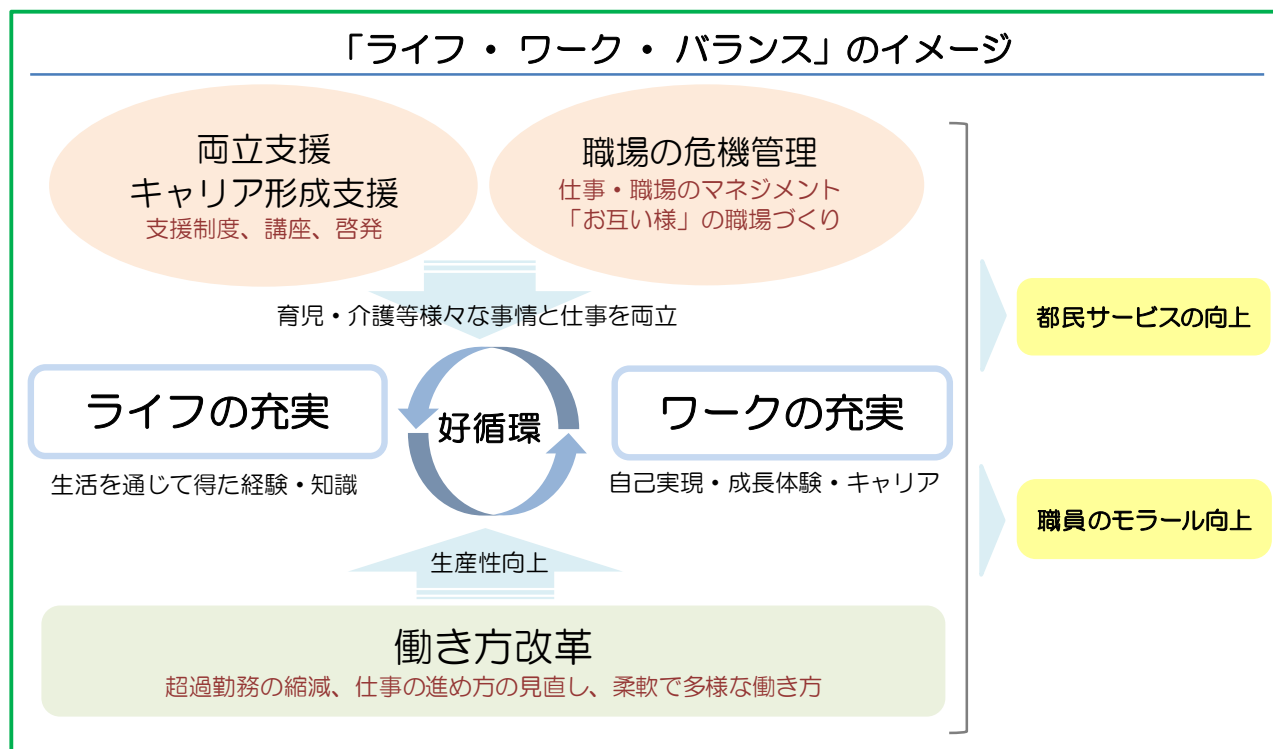 「ライフ ・ ワーク ・ バランス」のイメージ
両立支援
キャリア形成支援
支援制度、講座、啓発
職場の危機管理
仕事・職場のマネジメント
「お互い様」の職場づくり
育児・介護等様々な事情と仕事を両立
ライフの充実
生活を通じて得た経験・知識
好循環
ワークの充実
自己実現・成長体験・キャリア
生産性向上
働き方改革
超過勤務の縮減、仕事の進め方の見直し、柔軟で多様な働き方
都民サービスの向上
職員のモラール向上